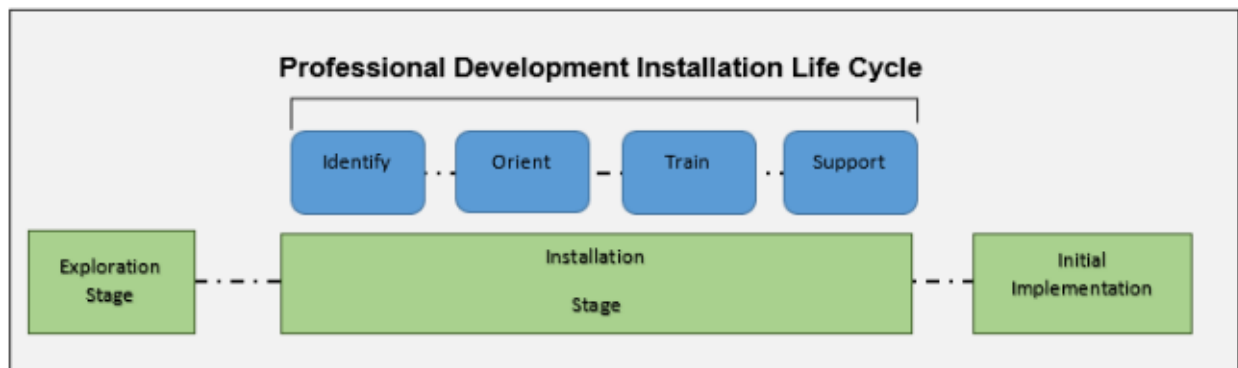 Professional Development Installation Life Cycle
Identify
Orient
Train
Support
Exploration
Stage
Installation
Stage
Initial
Implementation